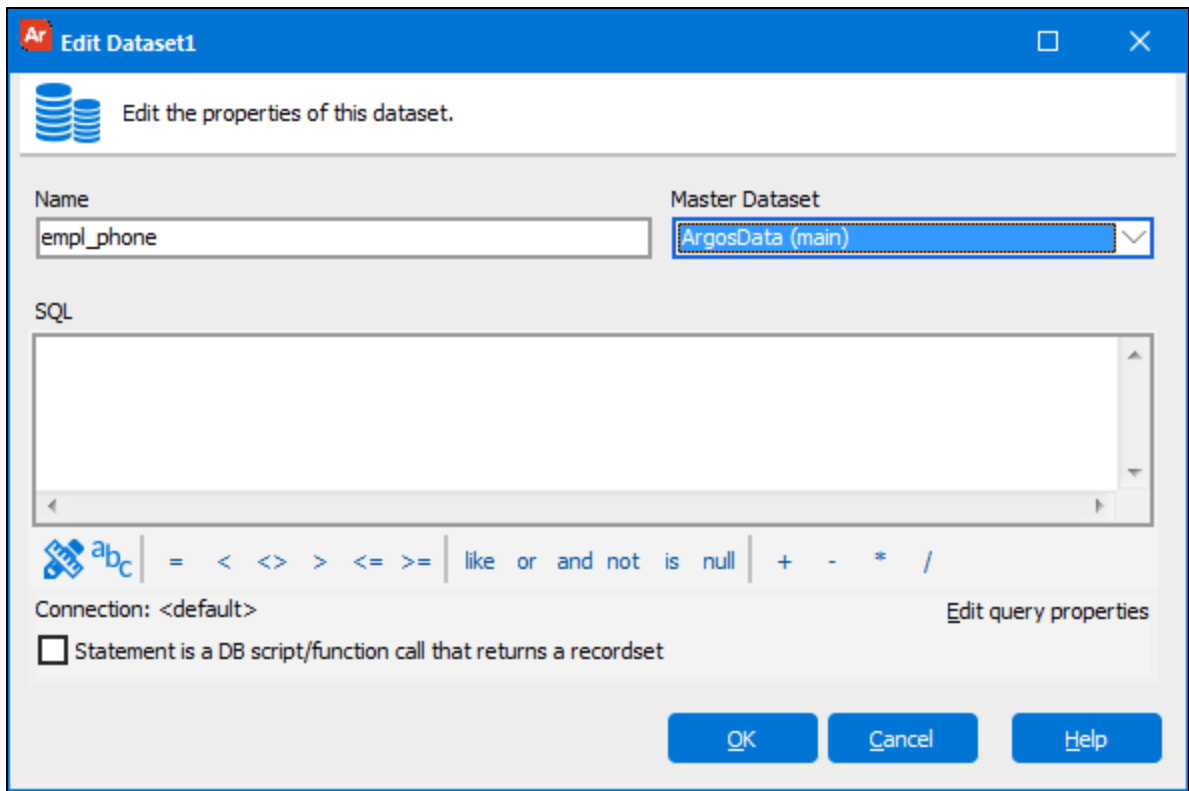 Ar Edit Dataset1
Edit the properties of this dataset.
Name Master Dataset
empl_phone ArgosData (main)
SQL
abc = < <> > <= >= like or and not is null + - * /
Connection: <default> Edit query properties
Statement is a DB script/function call that returns a recordset
OK Cancel Help